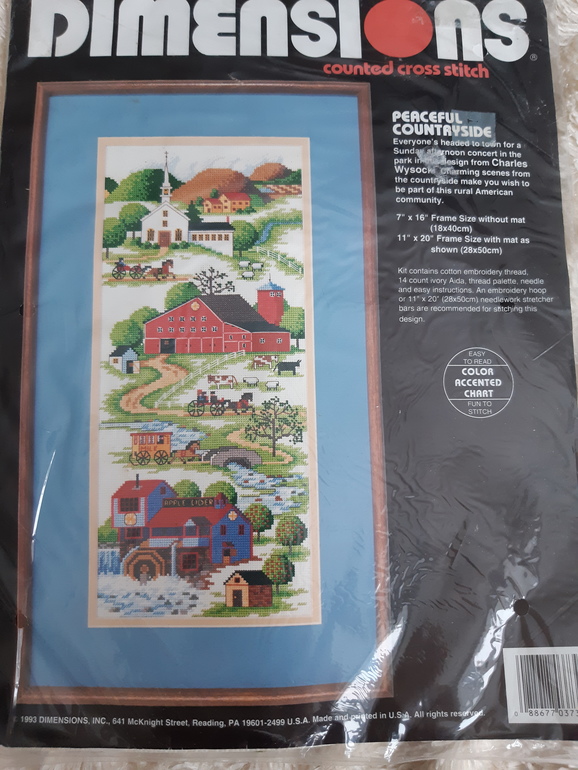 DIMENSIONS®
counted cross stitch
PEACEFUL
COUNTRYSIDE
Everyone's headed to town for a
Sunday afternoon concert in the
park in design from Charles
Wysocki. Charming scenes from
the countryside make you wish to
be part of this rural American
community.
7" x 16" Frame Size without mat
(18x40cm)
11" x 20" Frame Size with mat as
shown (28x50cm)
Kit contains cotton embroidery thread,
14 count ivory Aida, thread palette, needle
and easy instructions. An embroidery hoop
or 11" x 20" (28x50cm) needlework stretcher
bars are recommended for stitching this
design.
EASY
TO READ
COLOR
ACCENTED
CHART
FUN TO
STITCH
APPLE CIDER
© 1993 DIMENSIONS, INC., 641 McKnight Street, Reading, PA 19601-2499 U.S.A. Made and printed in U.S.A. All rights reserved.
0 88677 0373